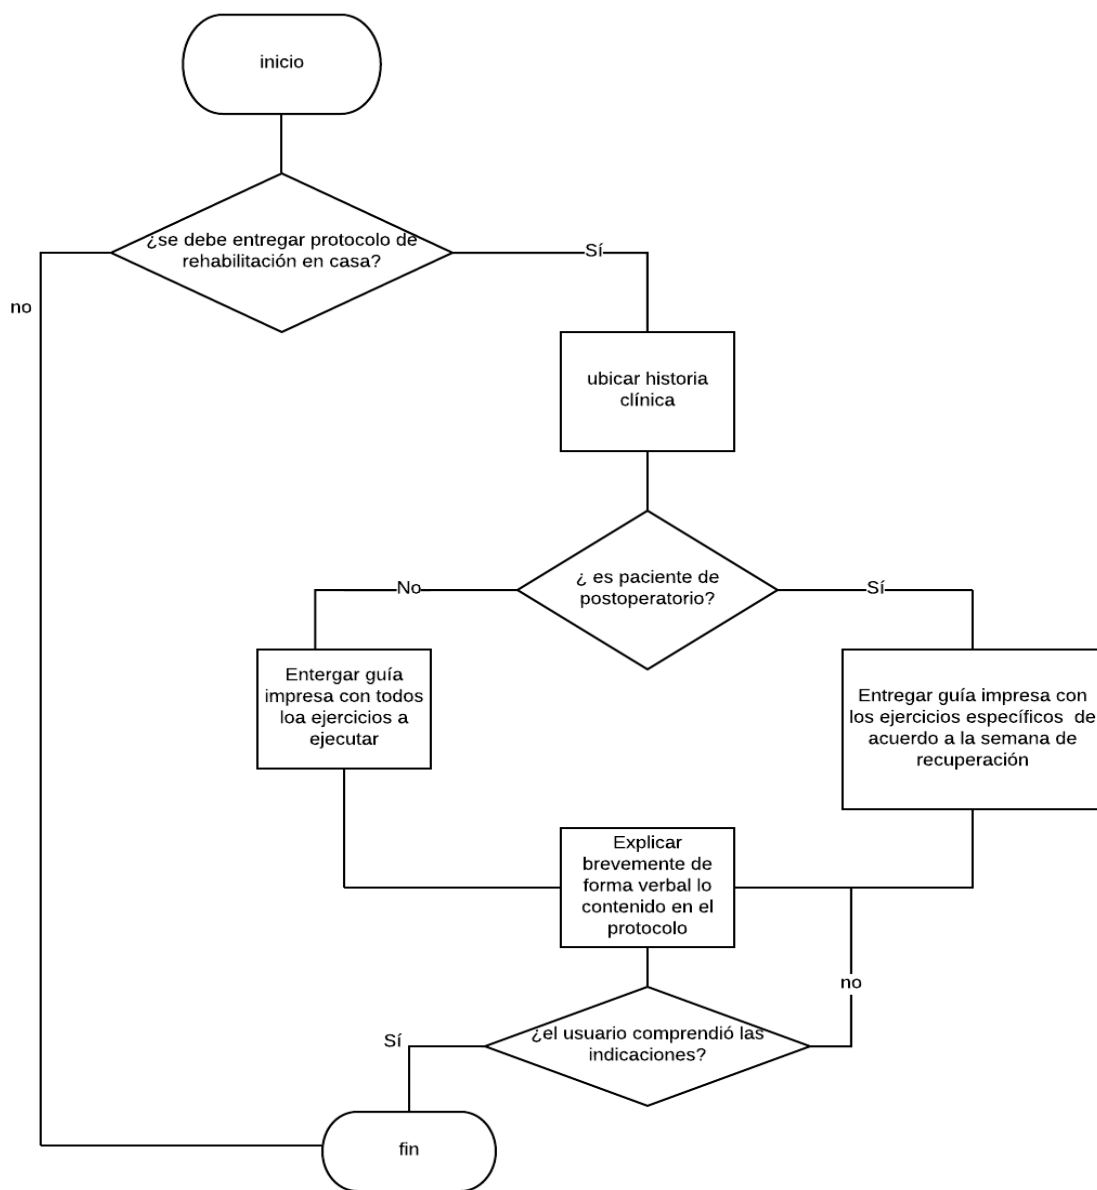 inicio
¿se debe entregar protocolo de
rehabilitación en casa?
Sí
no
ubicar historia
clínica
¿ es paciente de
postoperatorio?
No
Sí
Entergar guía
impresa con todos
loa ejercicios a
ejecutar
Entregar guía impresa con
los ejercicios específicos  de
acuerdo a la semana de
recuperación
Explicar
brevemente de
forma verbal lo
contenido en el
protocolo
no
¿el usuario comprendió las
indicaciones?
Sí
fin